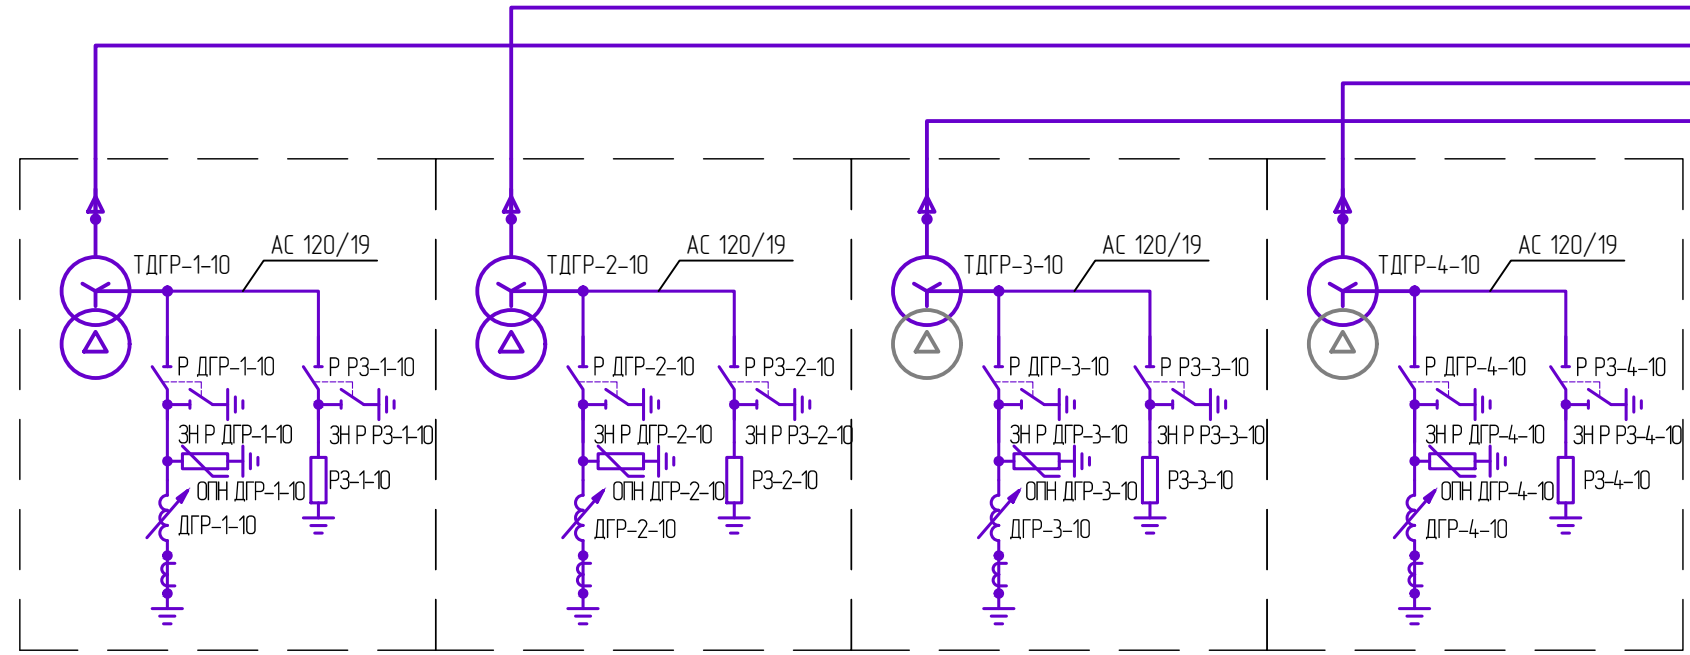 АС 120/19
АС 120/19
АС 120/19
АС 120/19
ТДГР-1-10
ТДГР-2-10
ТДГР-3-10
ТДГР-4-10
Р ДГР-1-10
Р РЗ-1-10
Р ДГР-2-10
Р РЗ-2-10
Р ДГР-3-10
Р РЗ-3-10
Р ДГР-4-10
Р РЗ-4-10
ЗН Р ДГР-1-10
ЗН Р РЗ-1-10
ЗН Р ДГР-2-10
ЗН Р РЗ-2-10
ЗН Р ДГР-3-10
ЗН Р РЗ-3-10
ЗН Р ДГР-4-10
ЗН Р РЗ-4-10
ОПН ДГР-1-10
РЗ-1-10
ОПН ДГР-2-10
РЗ-2-10
ОПН ДГР-3-10
РЗ-3-10
ОПН ДГР-4-10
РЗ-4-10
ДГР-1-10
ДГР-2-10
ДГР-3-10
ДГР-4-10